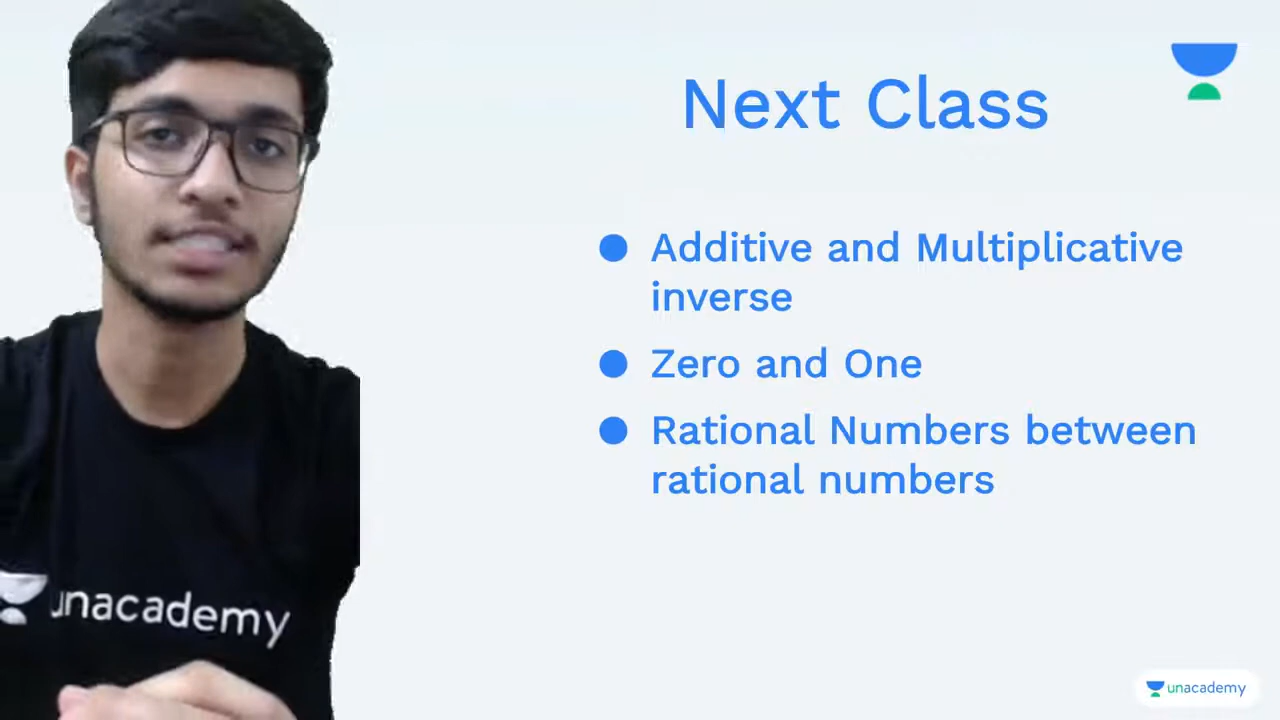 Next Class
● Additive and Multiplicative
inverse
● Zero and One
● Rational Numbers between
rational numbers
unacademy
unacademy